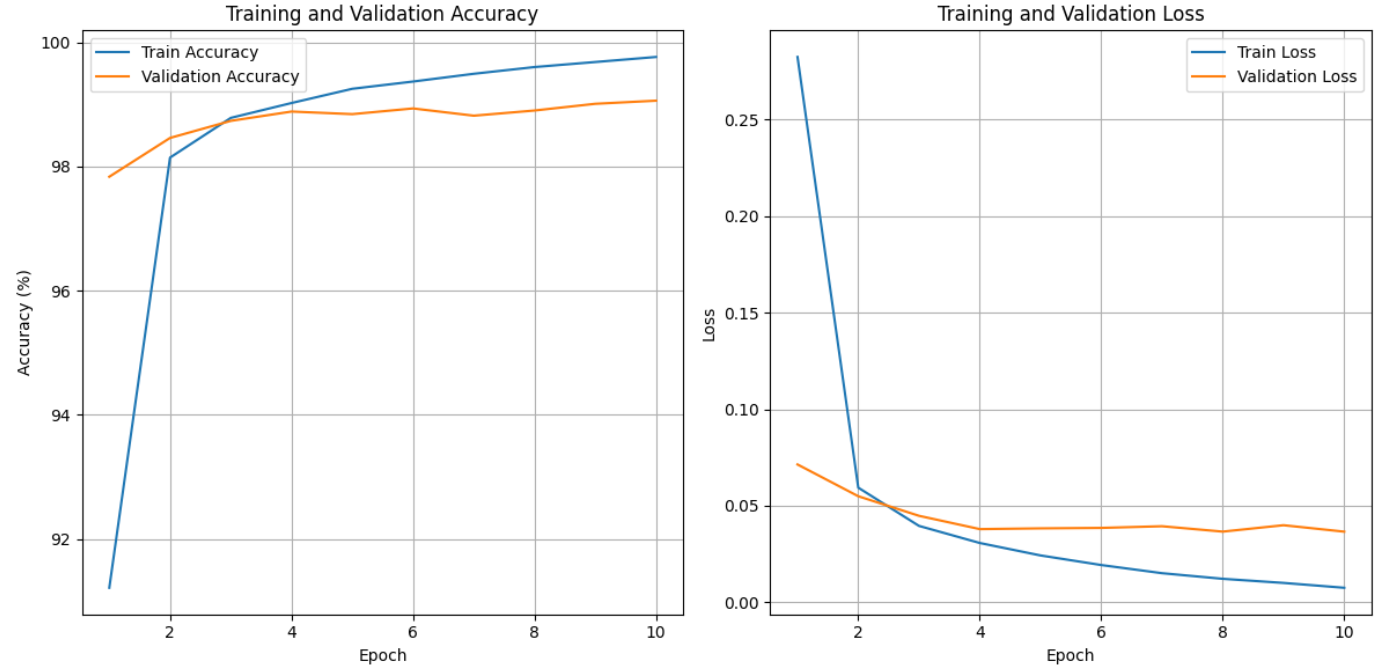 Training and Validation Accuracy
Train Accuracy
Validation Accuracy
100
98
96
94
92
Accuracy (%)
2 4 6 8 10
Epoch
Training and Validation Loss
Train Loss
Validation Loss
0.25
0.20
0.15
0.10
0.05
0.00
Loss
2 4 6 8 10
Epoch